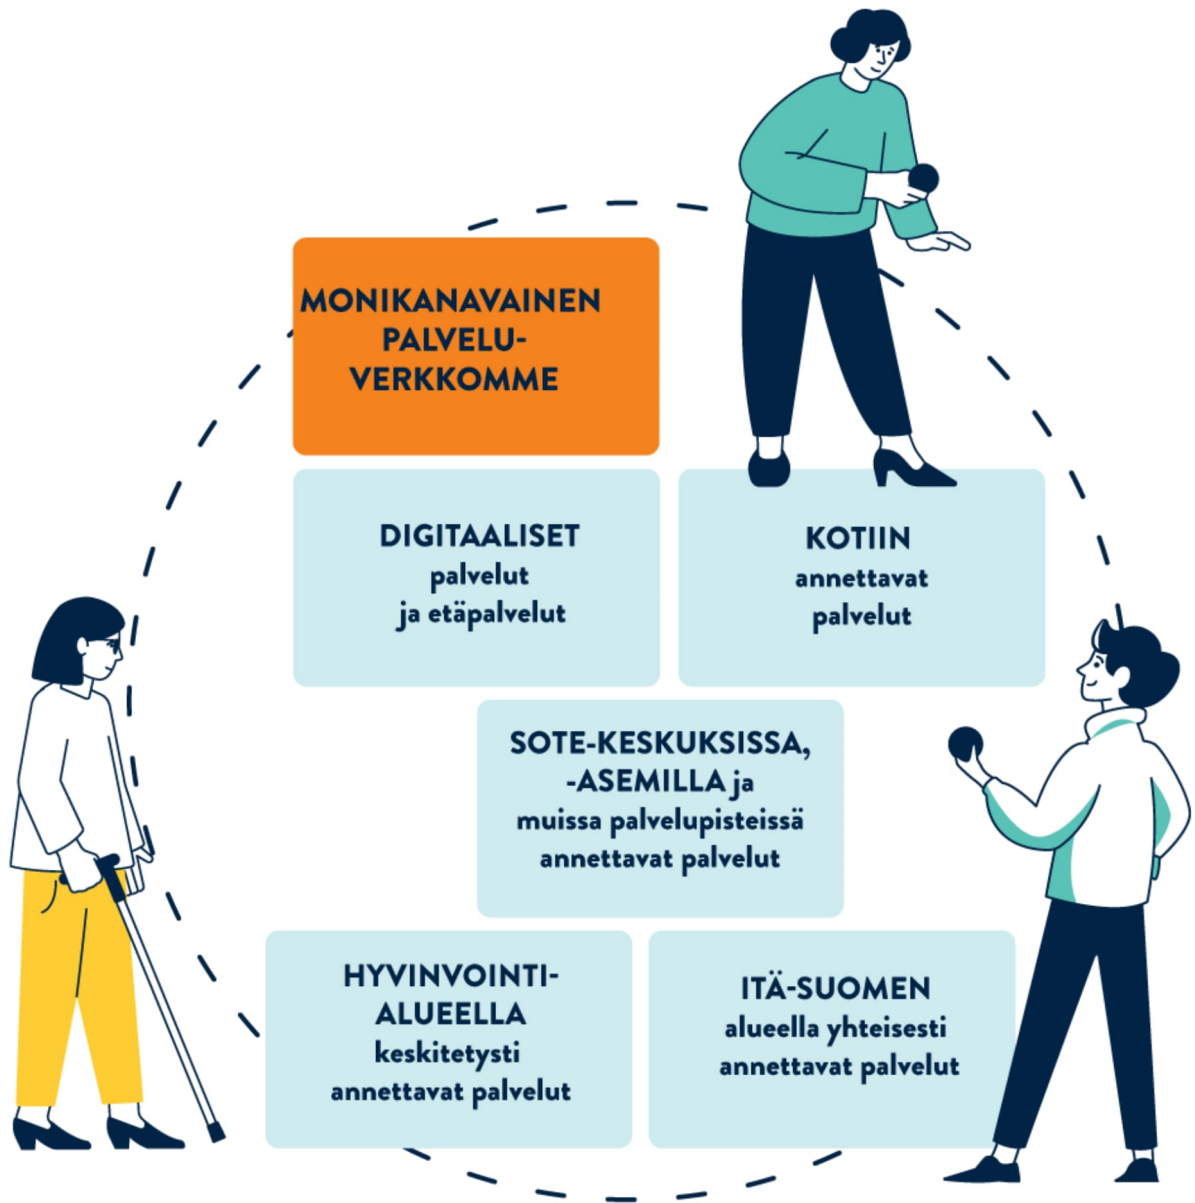 MONIKANAVAINEN
PALVELU-
VERKKOMME
DIGITAALISET
palvelut
ja etäpalvelut
KOTIIN
annettavat
palvelut
SOTE-KESKUKSISSA,
-ASEMILLA ja
muissa palvelupisteissä
annettavat palvelut
HYVINVOINTI-
ALUEELLA
keskitetysti
annettavat palvelut
ITÄ-SUOMEN
alueella yhteisesti
annettavat palvelut